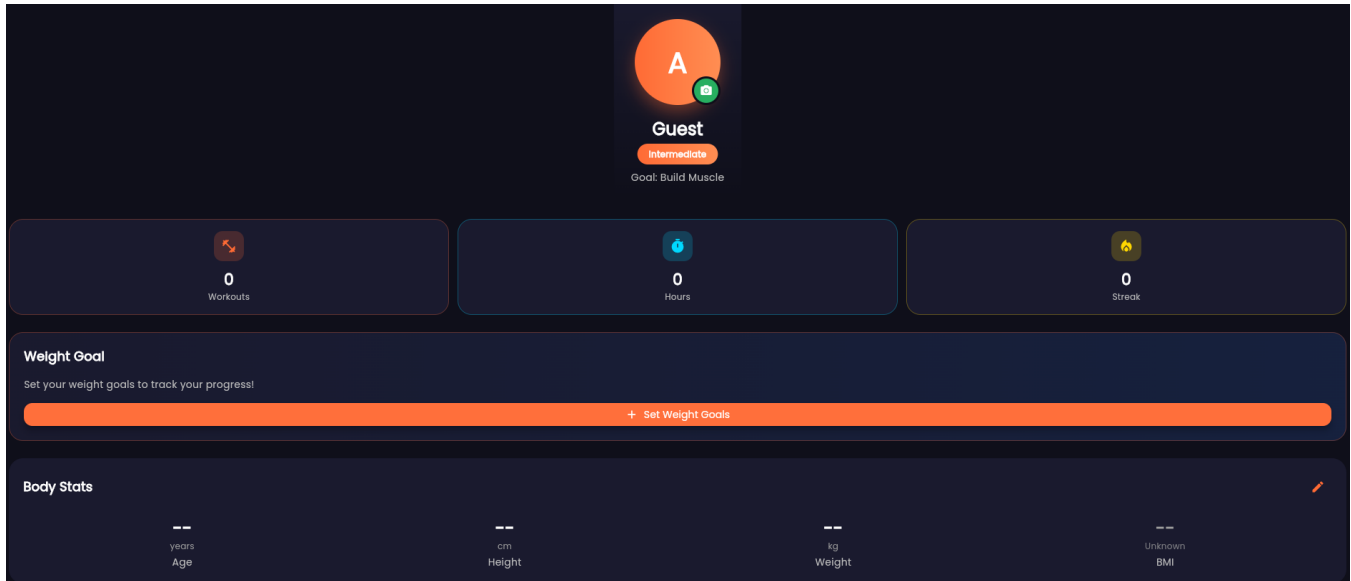 A
Guest
Intermediate
Goal: Build Muscle
0 0 0
Workouts Hours Streak
Weight Goal
Set your weight goals to track your progress!
+ Set Weight Goals
Body Stats
-- -- -- --
years cm kg Unknown
Age Height Weight BMI